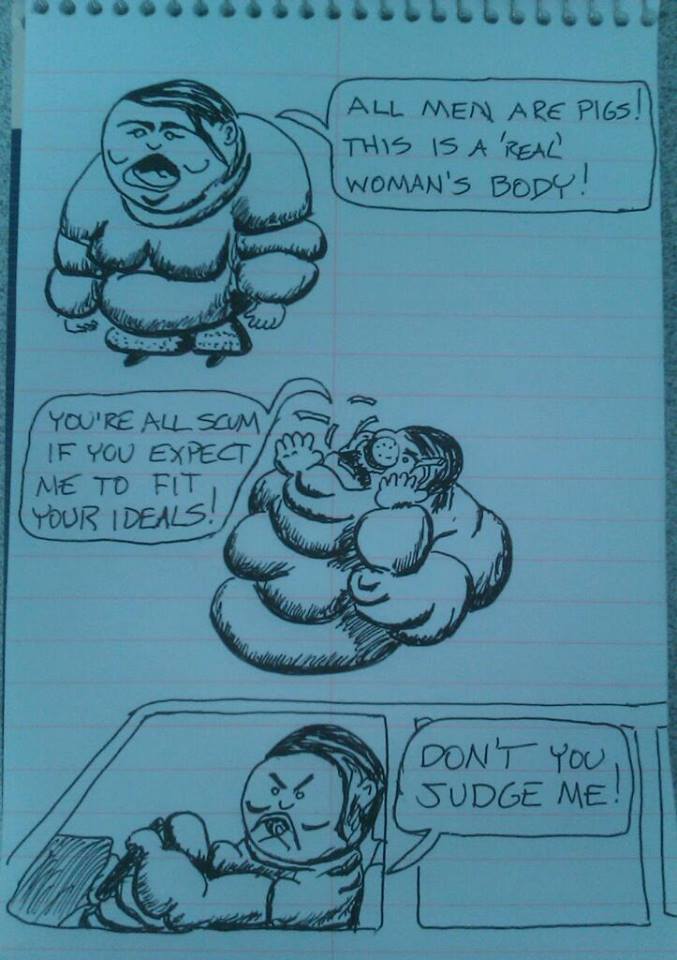 ALL MEN ARE PIGS!
THIS IS A 'REAL'
WOMAN'S BODY!
YOU'RE ALL SCUM
IF YOU EXPECT
ME TO FIT
YOUR IDEALS!
DON'T YOU
JUDGE ME!